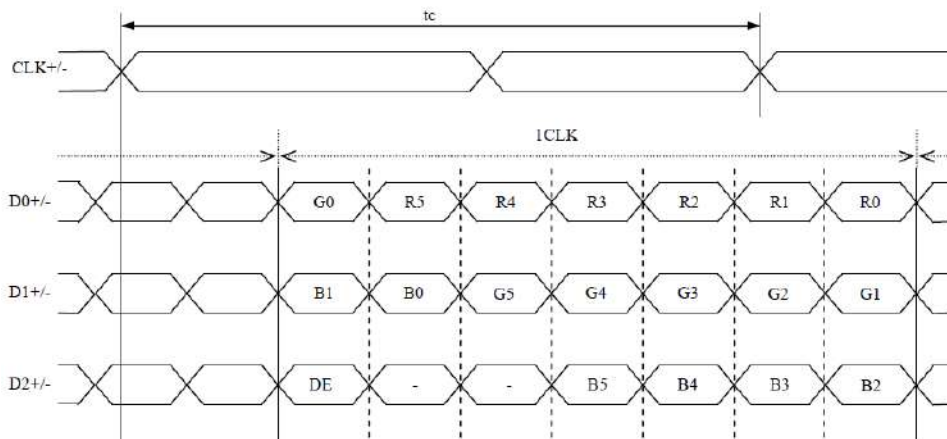 tc
CLK+/-
1CLK
D0+/- G0 R5 R4 R3 R2 R1 R0
D1+/- B1 B0 G5 G4 G3 G2 G1
D2+/- DE - - B5 B4 B3 B2